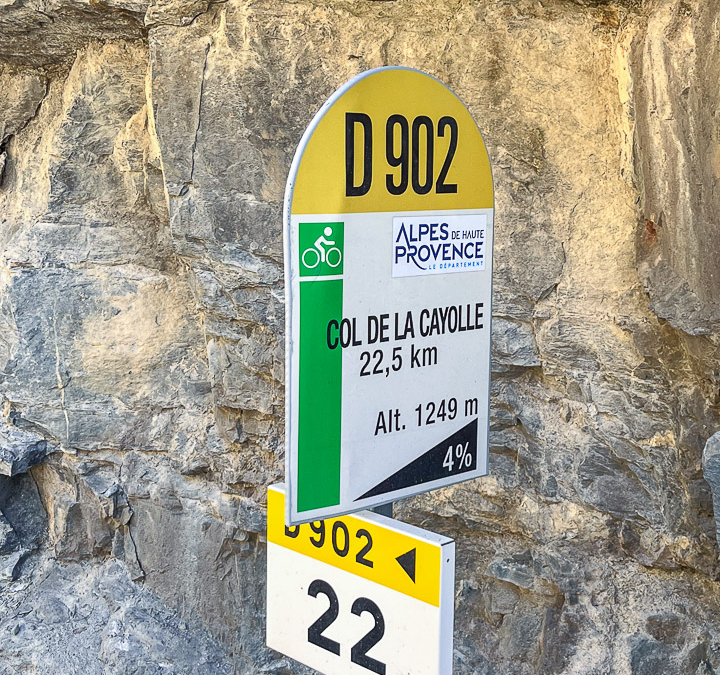 D 902
ALPES DE HAUTE
PROVENCE
LE DÉPARTEMENT
COL DE LA CAYOLLE
22,5 km
Alt. 1249 m
4%
D 902
22